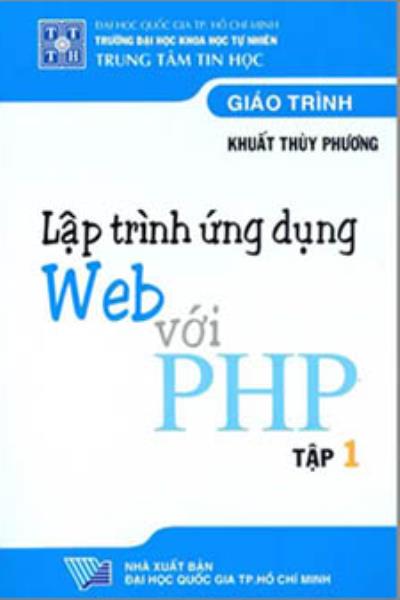 ĐẠI HỌC QUỐC GIA TP. HỒ CHÍ MINH
TRƯỜNG ĐẠI HỌC KHOA HỌC TỰ NHIÊN
TRUNG TÂM TIN HỌC
T T
T H
GIÁO TRÌNH
KHUẤT THÙY PHƯƠNG
Lập trình ứng dụng
Web
với
PHP
TẬP 1
NHÀ XUẤT BẢN
ĐẠI HỌC QUỐC GIA TP.HỒ CHÍ MINH